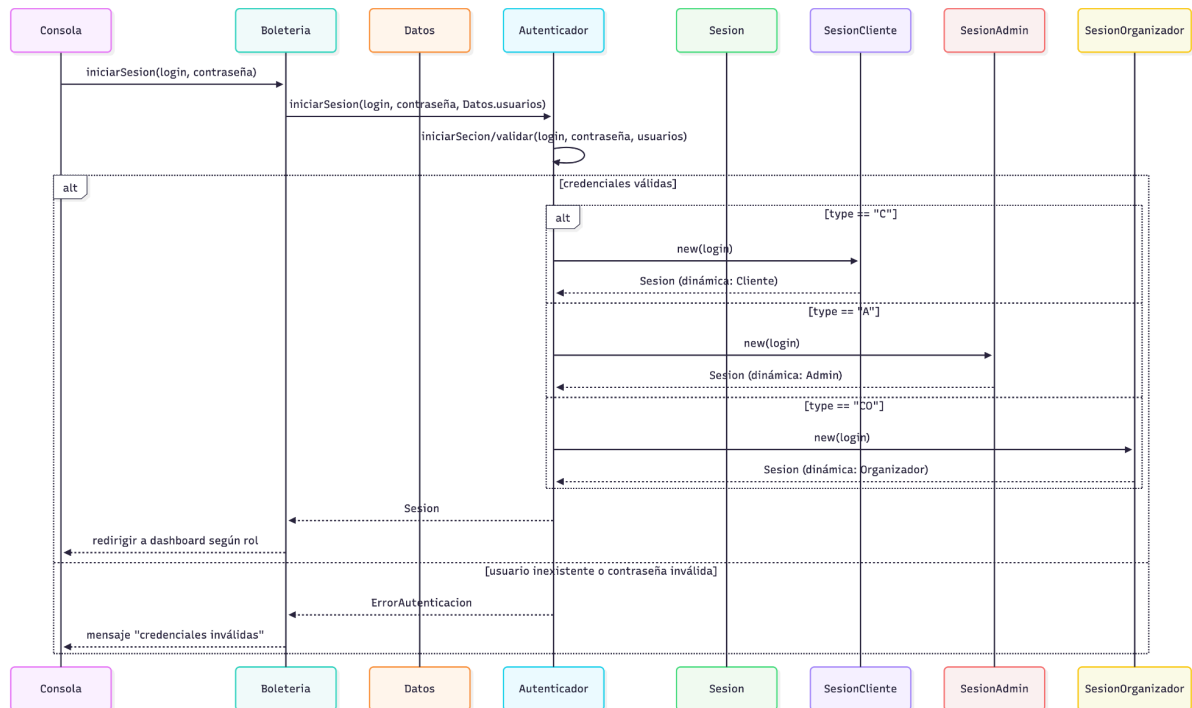 Consola
Boleteria
Datos
Autenticador
Sesion
SesionCliente
SesionAdmin
SesionOrganizador
iniciarSesion(login, contraseña)
iniciarSesion(login, contraseña, Datos.usuarios)
iniciarSecion/validar(login, contraseña, usuarios)
alt
[credenciales válidas]
alt
[type == "C"]
new(login)
Sesion (dinámica: Cliente)
[type == "A"]
new(login)
Sesion (dinámica: Admin)
[type == "CO"]
new(login)
Sesion (dinámica: Organizador)
Sesion
redirigir a dashboard según rol
[usuario inexistente o contraseña inválida]
ErrorAutenticacion
mensaje "credenciales inválidas"
Consola
Boleteria
Datos
Autenticador
Sesion
SesionCliente
SesionAdmin
SesionOrganizador